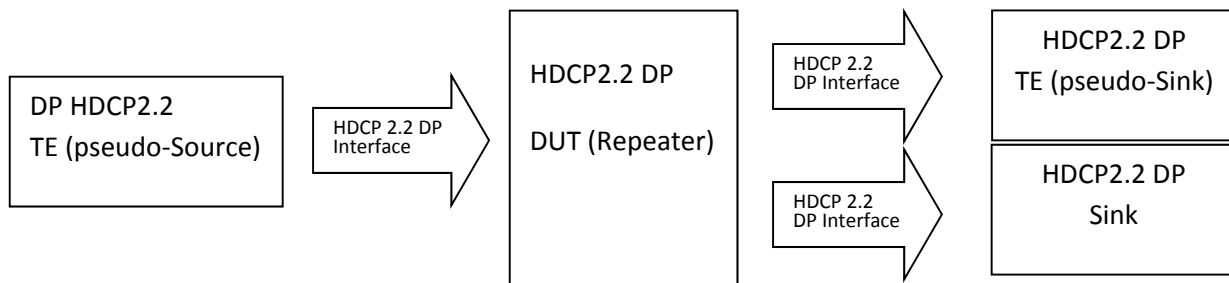 DP HDCP2.2
TE (pseudo-Source)
HDCP 2.2 DP
Interface
HDCP2.2 DP
DUT (Repeater)
HDCP 2.2
DP Interface
HDCP2.2 DP
TE (pseudo-Sink)
HDCP 2.2
DP Interface
HDCP2.2 DP
Sink